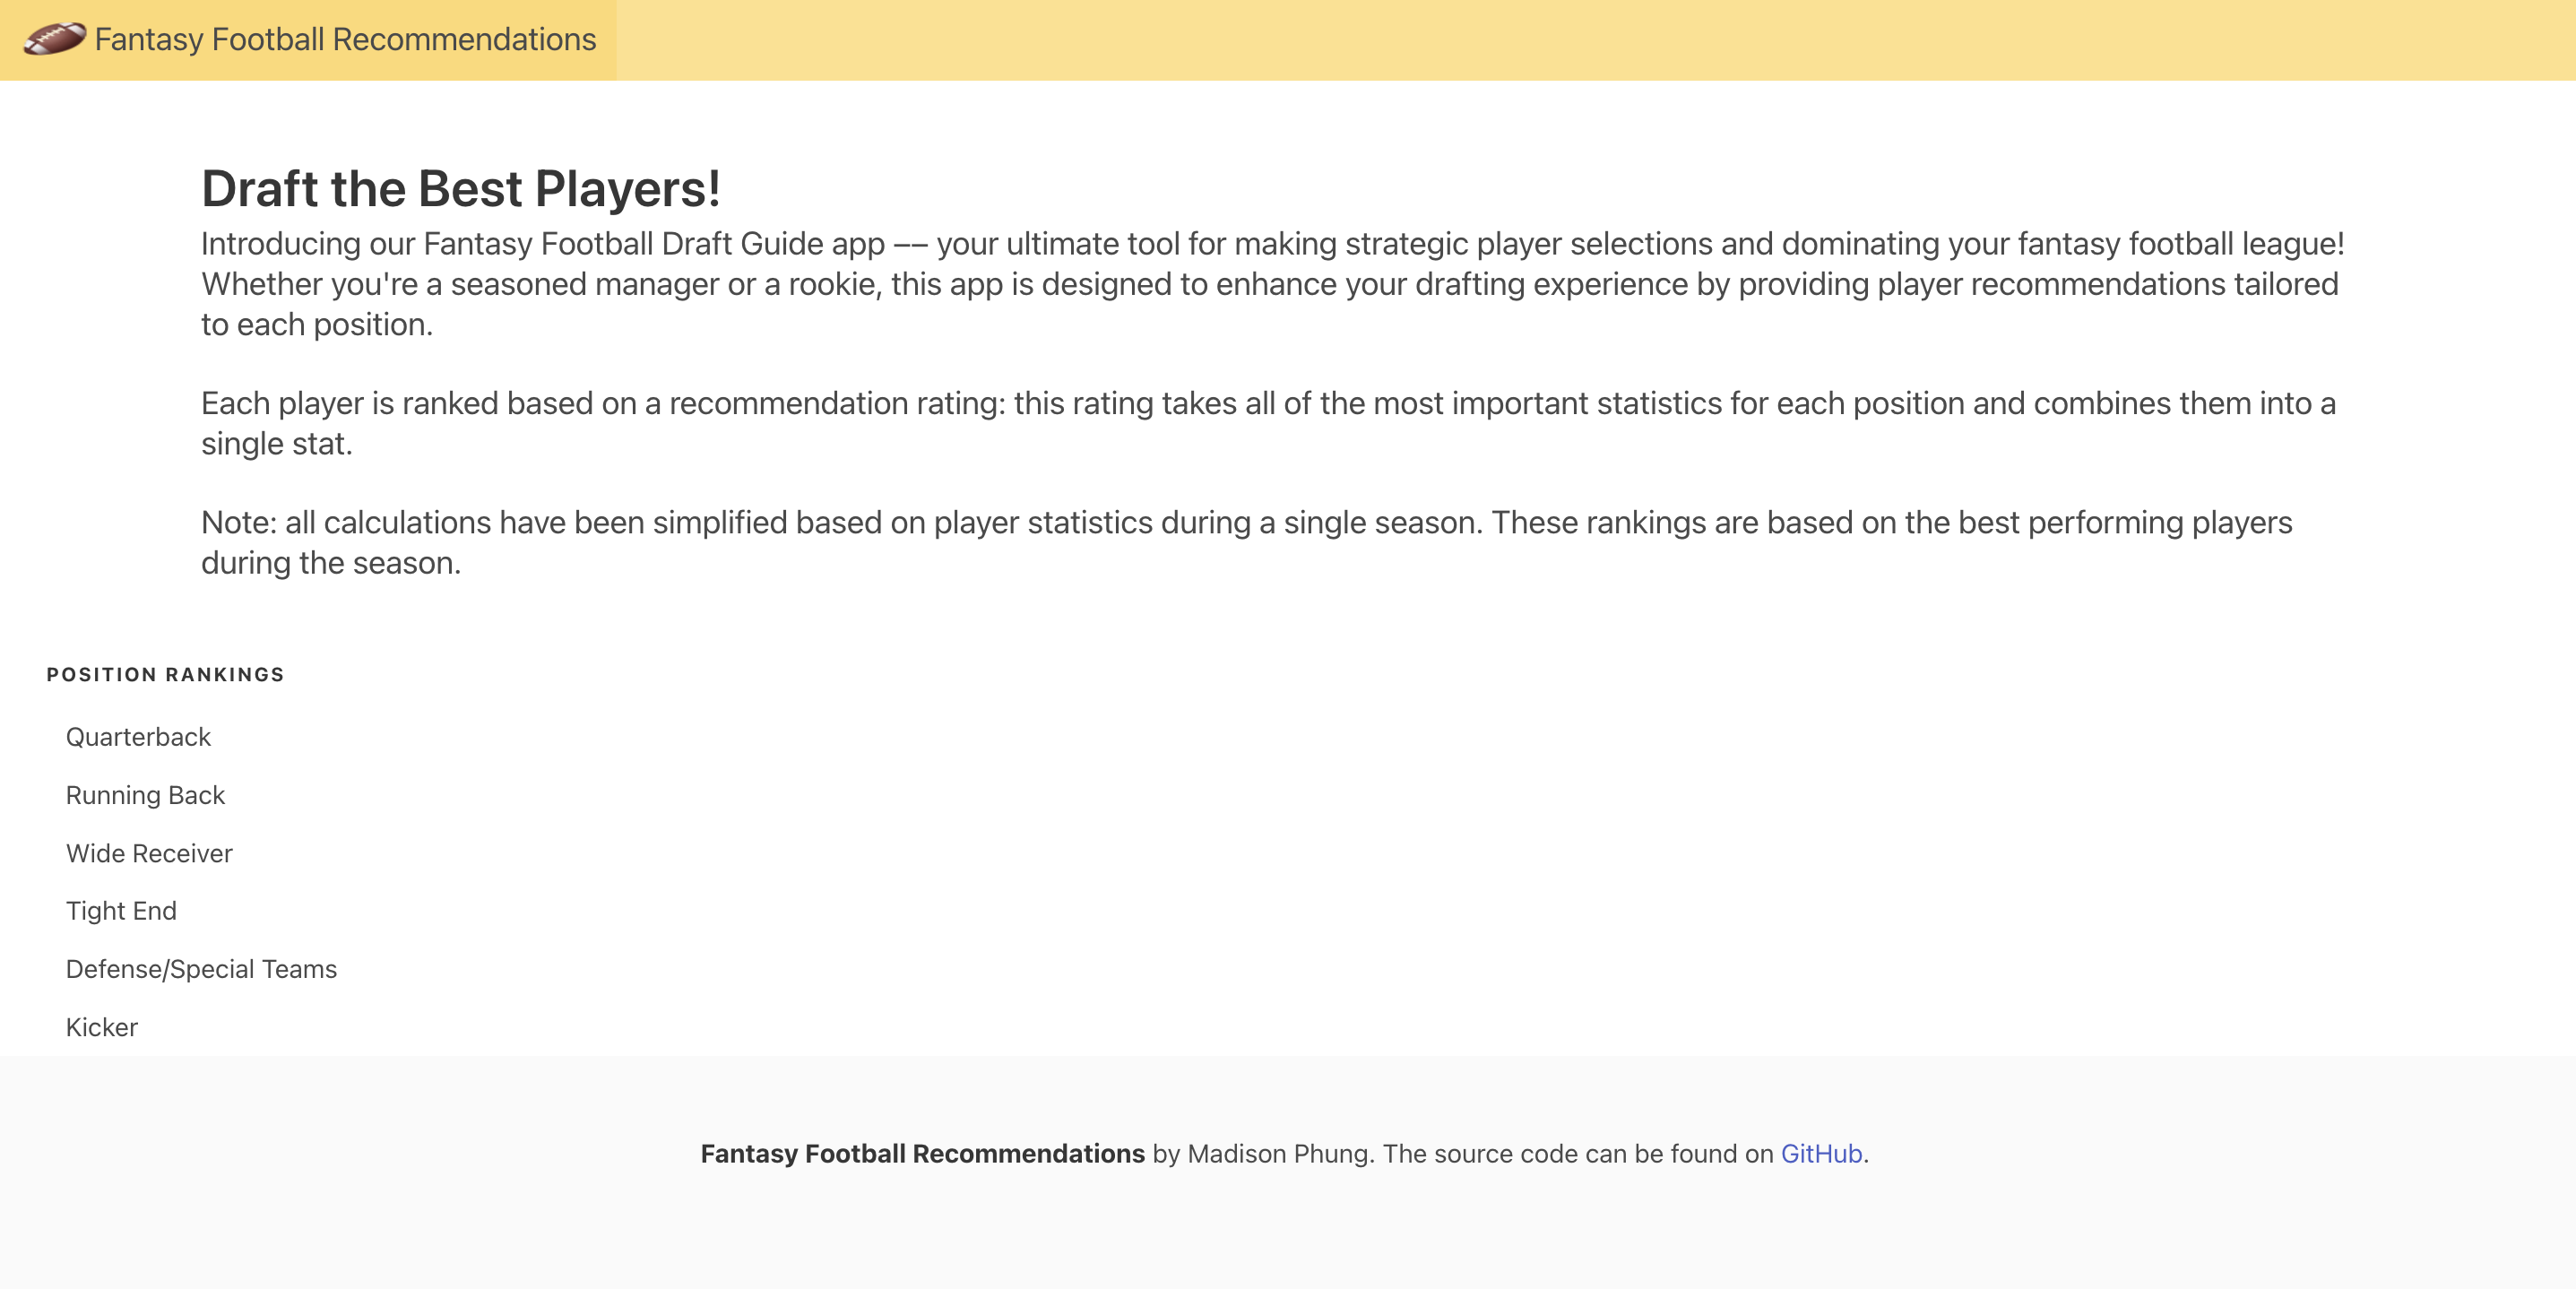 Fantasy Football Recommendations
Draft the Best Players!
Introducing our Fantasy Football Draft Guide app –– your ultimate tool for making strategic player selections and dominating your fantasy football league!
Whether you're a seasoned manager or a rookie, this app is designed to enhance your drafting experience by providing player recommendations tailored
to each position.
Each player is ranked based on a recommendation rating: this rating takes all of the most important statistics for each position and combines them into a
single stat.
Note: all calculations have been simplified based on player statistics during a single season. These rankings are based on the best performing players
during the season.
POSITION RANKINGS
Quarterback
Running Back
Wide Receiver
Tight End
Defense/Special Teams
Kicker
Fantasy Football Recommendations by Madison Phung. The source code can be found on GitHub.